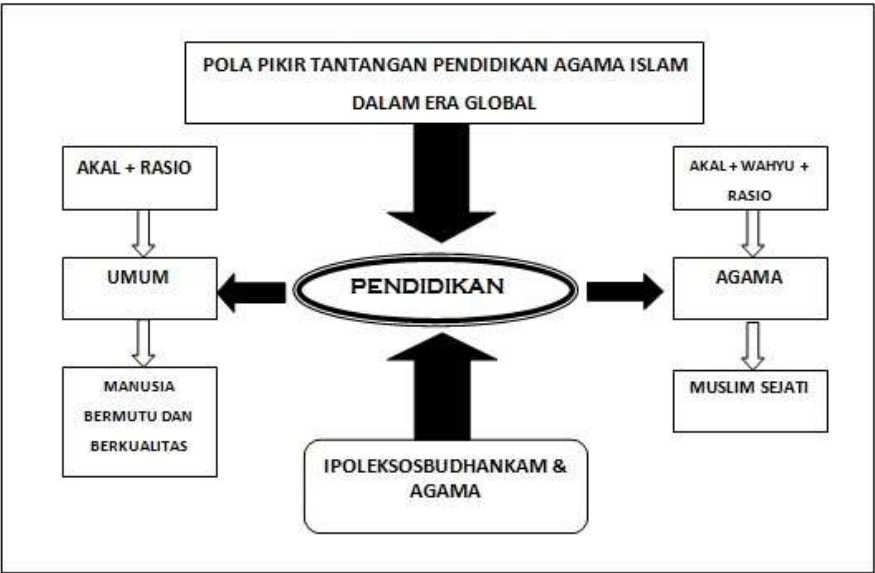 POLA PIKIR TANTANGAN PENDIDIKAN AGAMA ISLAM
DALAM ERA GLOBAL
AKAL + RASIO
AKAL + WAHYU +
RASIO
UMUM
PENDIDIKAN
AGAMA
MANUSIA
BERMUTU DAN
BERKUALITAS
MUSLIM SEJATI
IPOLEKSOSBUDHANKAM &
AGAMA